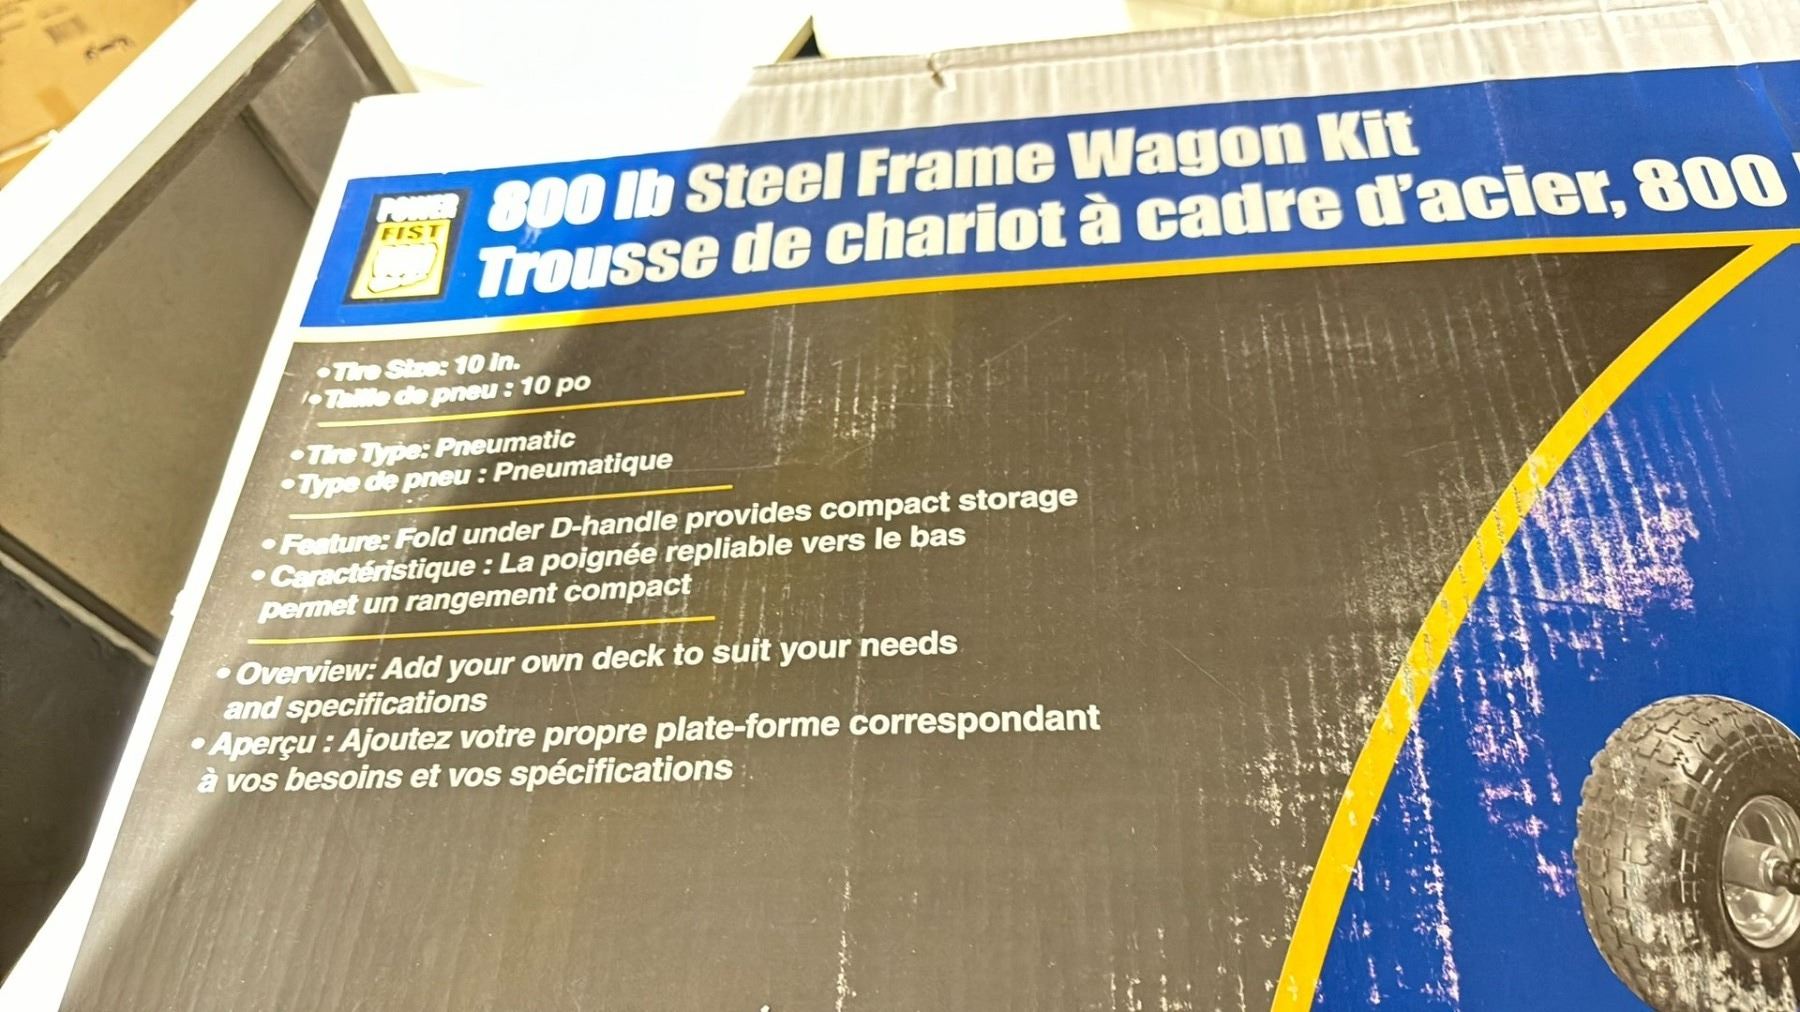 POWER
FIST
800 lb Steel Frame Wagon Kit
Trousse de chariot à cadre d'acier, 800
• Tire Size: 10 in.
• Taille de pneu : 10 po
• Tire Type: Pneumatic
• Type de pneu : Pneumatique
• Feature: Fold under D-handle provides compact storage
• Caractéristique : La poignée repliable vers le bas
permet un rangement compact
• Overview: Add your own deck to suit your needs
and specifications
• Aperçu : Ajoutez votre propre plate-forme correspondant
à vos besoins et vos spécifications